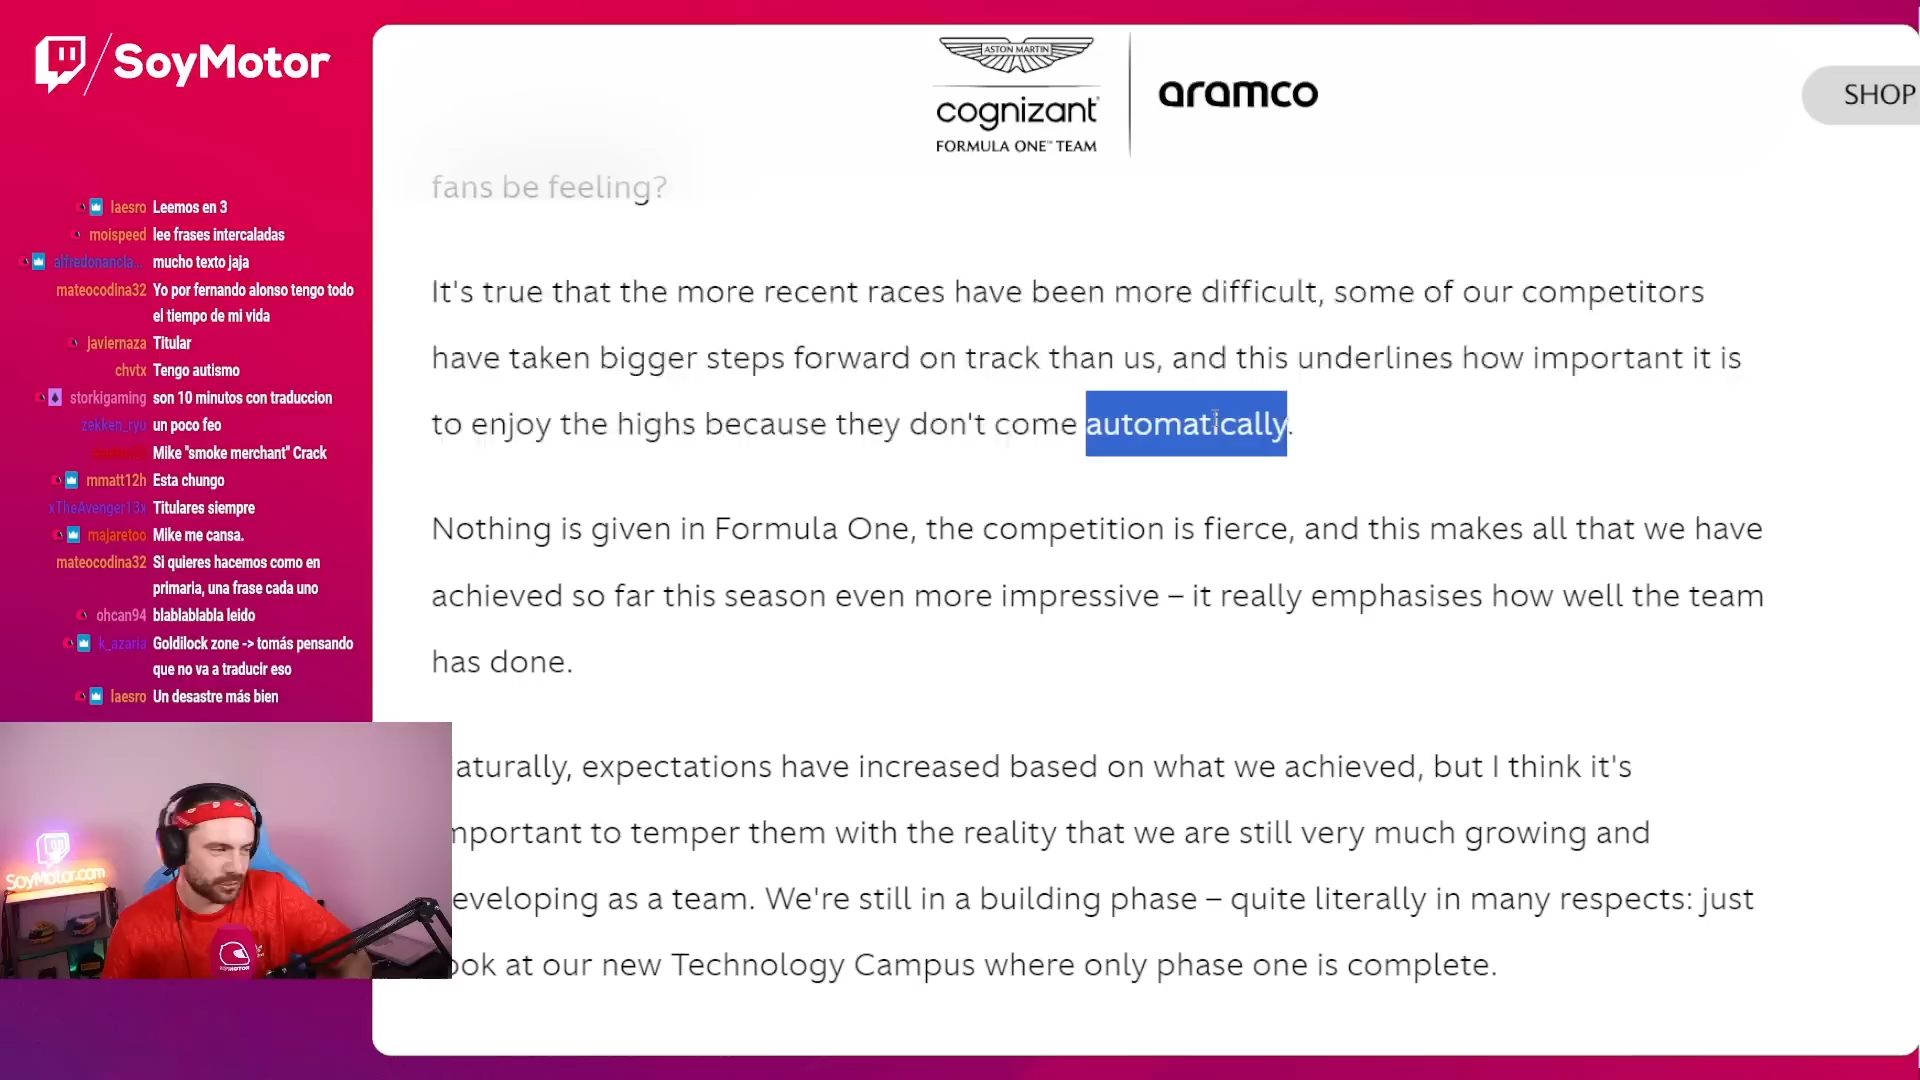 SoyMotor
laesro Leemos en 3
moispeed lee frases intercaladas
alfredonancla... mucho texto jaja
mateocodina32 Yo por fernando alonso tengo todo
el tiempo de mi vida
javiernaza Titular
chvtx Tengo autismo
storkigaming son 10 minutos con traduccion
zekken_ryu un poco feo
Mike "smoke merchant" Crack
mmatt12h Esta chungo
xTheAvenger13x Titulares siempre
majaretoo Mike me cansa.
mateocodina32 Si quieres hacemos como en
primaria, una frase cada uno
ohcan94 blablablabla leido
k_azaria Goldilock zone -> tomás pensando
que no va a traducir eso
laesro Un desastre más bien
SoyMotor.com
ASTON MARTIN
cognizant
FORMULA ONE™ TEAM
aramco
SHOP
fans be feeling?
It's true that the more recent races have been more difficult, some of our competitors
have taken bigger steps forward on track than us, and this underlines how important it is
to enjoy the highs because they don't come automatically.
Nothing is given in Formula One, the competition is fierce, and this makes all that we have
achieved so far this season even more impressive – it really emphasises how well the team
has done.
aturally, expectations have increased based on what we achieved, but I think it's
mportant to temper them with the reality that we are still very much growing and
eveloping as a team. We're still in a building phase – quite literally in many respects: just
ook at our new Technology Campus where only phase one is complete.